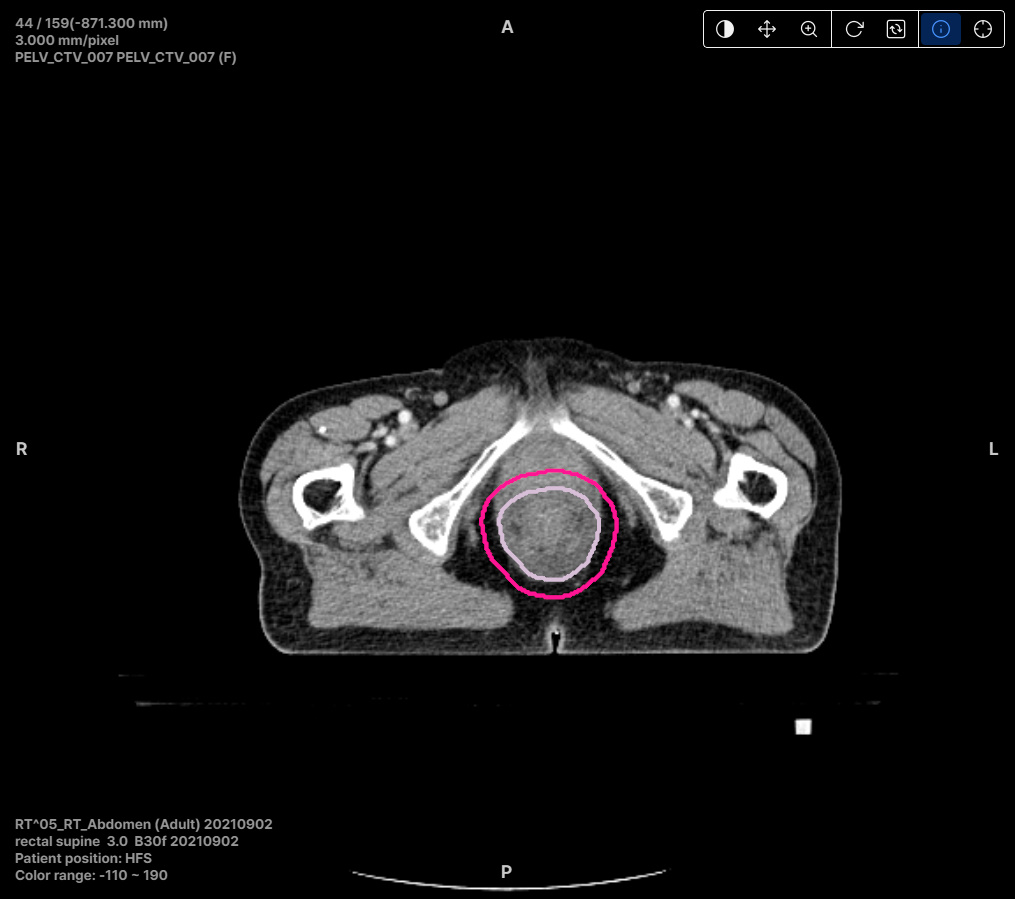 44 / 159(-871.300 mm)
3.000 mm/pixel
PELV_CTV_007 PELV_CTV_007 (F)
A
R
L
RT^05_RT_Abdomen (Adult) 20210902
rectal supine  3.0  B30f 20210902
Patient position: HFS
Color range: -110 ~ 190
P